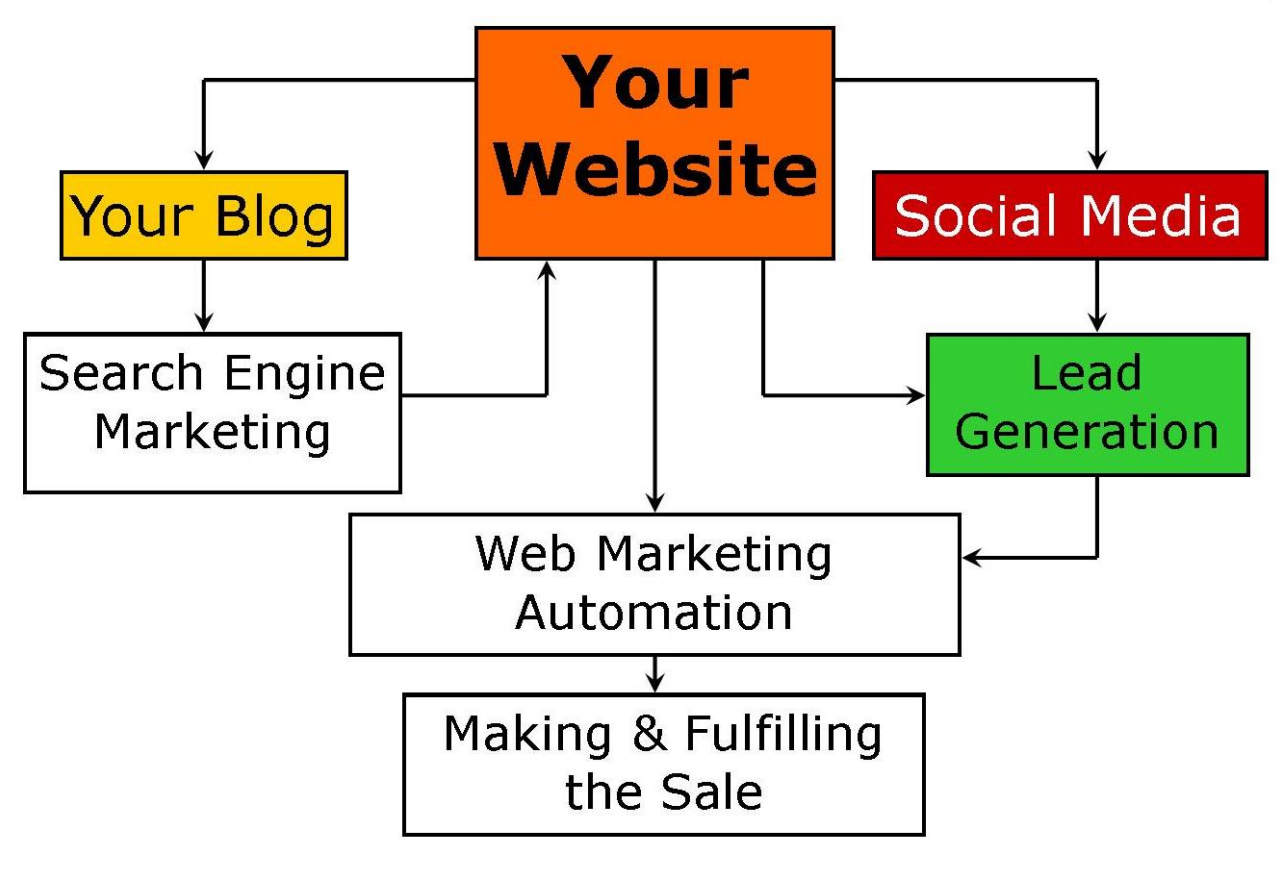 Your
Website
Your Blog
Social Media
Search Engine
Marketing
Lead
Generation
Web Marketing
Automation
Making & Fulfilling
the Sale